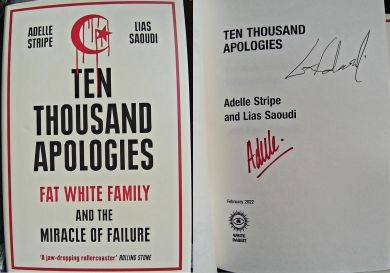 ADELLE
STRIPE
LIAS
SAOUDI
TEN
THOUSAND
APOLOGIES
FAT WHITE FAMILY
AND THE
MIRACLE OF FAILURE
'A jaw-dropping rollercoaster' ROLLING STONE
TEN THOUSAND
APOLOGIES
Adelle Stripe
and Lias Saoudi
Adelle.
February 2022
WHITE
RABBIT